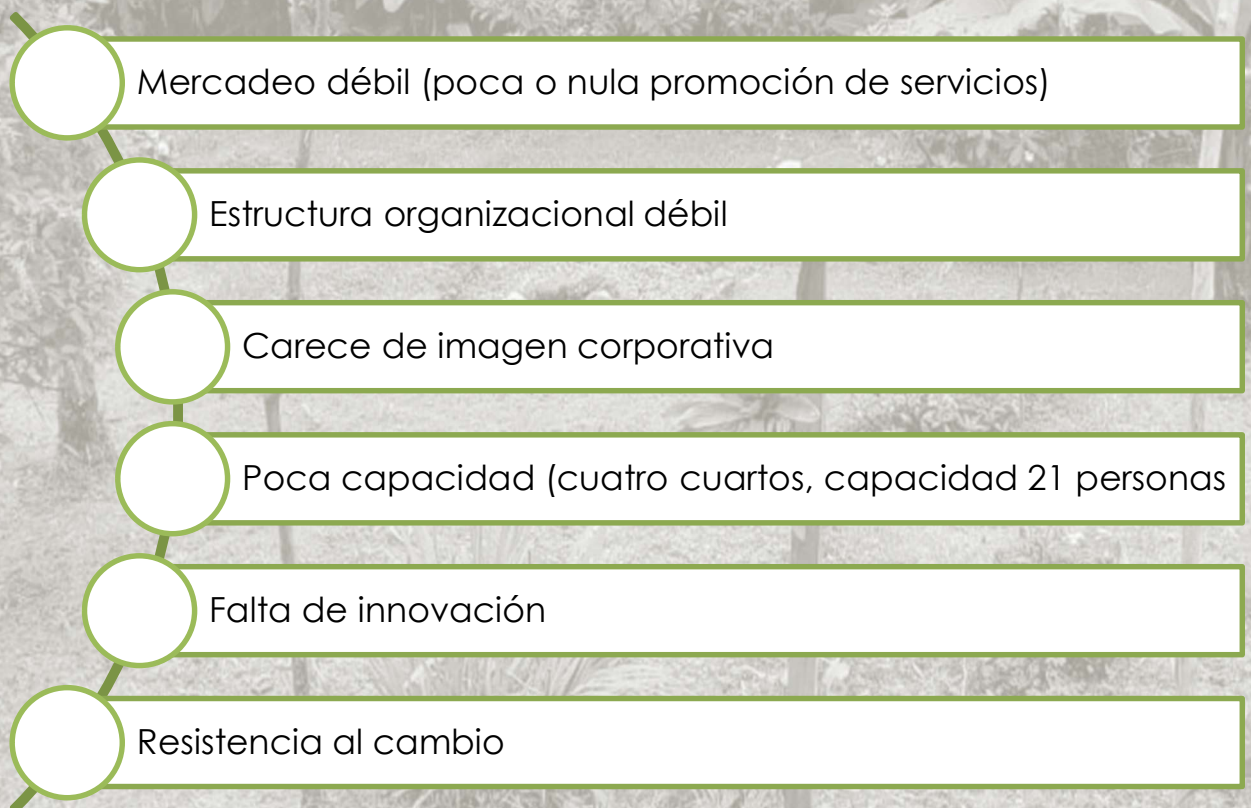 Mercadeo débil (poca o nula promoción de servicios)
Estructura organizacional débil
Carece de imagen corporativa
Poca capacidad (cuatro cuartos, capacidad 21 personas
Falta de innovación
Resistencia al cambio